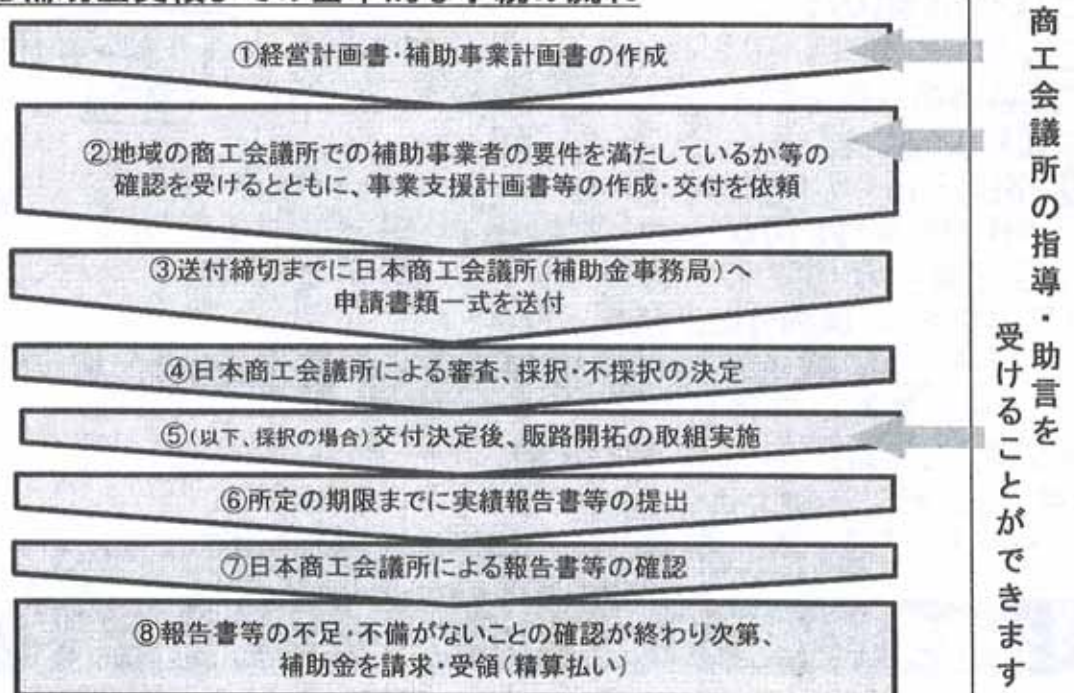 ①経営計画書・補助事業計画書の作成
②地域の商工会議所での補助事業者の要件を満たしているか等の
確認を受けるとともに、事業支援計画書等の作成・交付を依頼
③送付締切までに日本商工会議所(補助金事務局)へ
申請書類一式を送付
④日本商工会議所による審査、採択・不採択の決定
⑤(以下、採択の場合)交付決定後、販路開拓の取組実施
⑥所定の期限までに実績報告書等の提出
⑦日本商工会議所による報告書等の確認
⑧報告書等の不足・不備がないことの確認が終わり次第、
補助金を請求・受領(精算払い)
商工会議所の指導・助言を
受けることができます